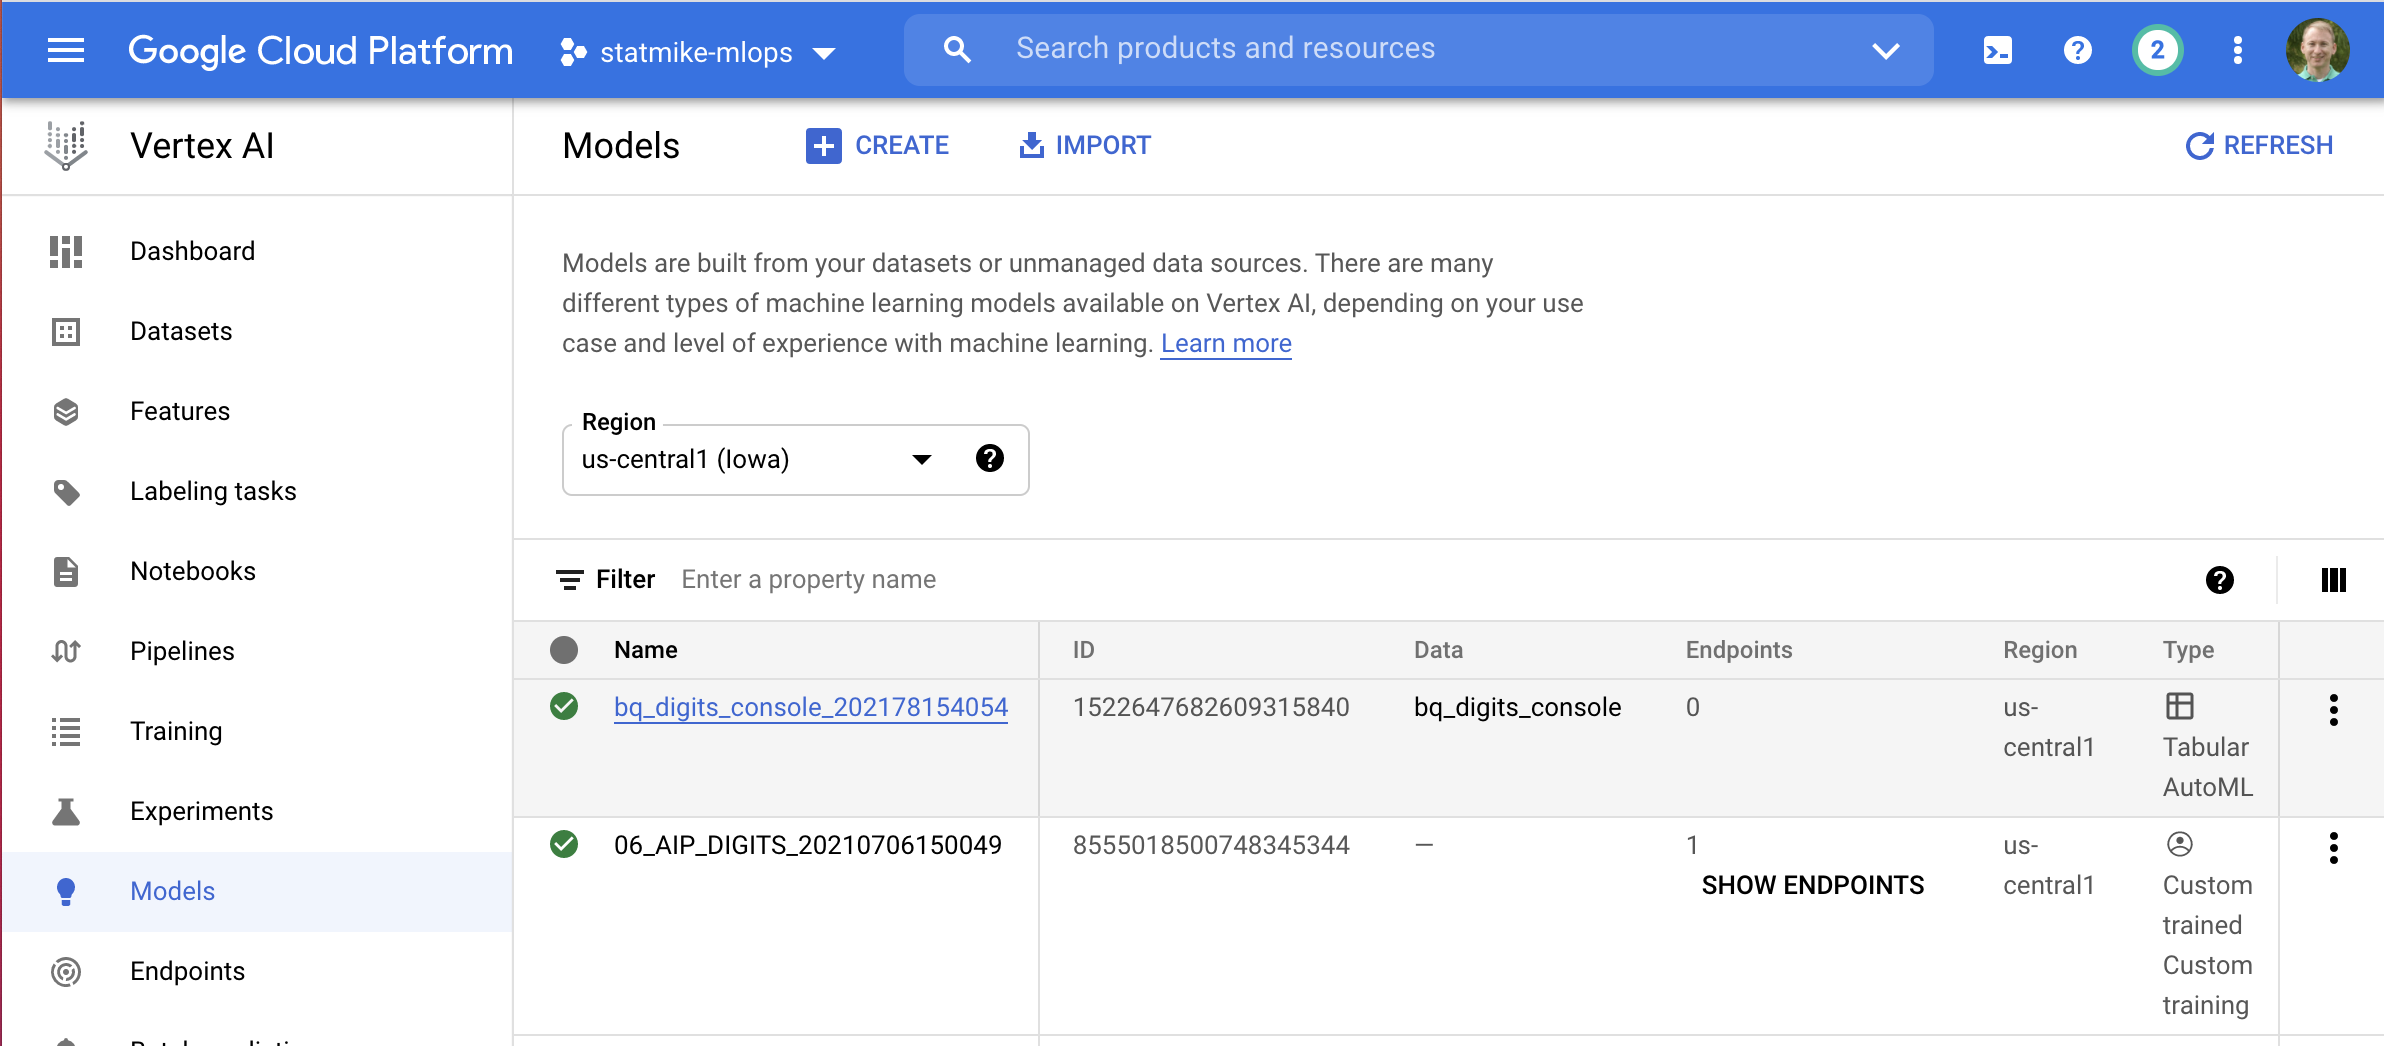 Google Cloud Platform
statmike-mlops
Search products and resources
2
Vertex AI
Models
CREATE
IMPORT
REFRESH
Dashboard
Datasets
Features
Labeling tasks
Notebooks
Pipelines
Training
Experiments
Models
Endpoints
Models are built from your datasets or unmanaged data sources. There are many
different types of machine learning models available on Vertex AI, depending on your use
case and level of experience with machine learning. Learn more
Region
us-central1 (Iowa)
Filter Enter a property name
Name ID Data Endpoints Region Type
bq_digits_console_202178154054 1522647682609315840 bq_digits_console 0 us-
central1
Tabular
AutoML
06_AIP_DIGITS_20210706150049 8555018500748345344 — 1
SHOW ENDPOINTS
us-
central1
Custom
trained
Custom
training